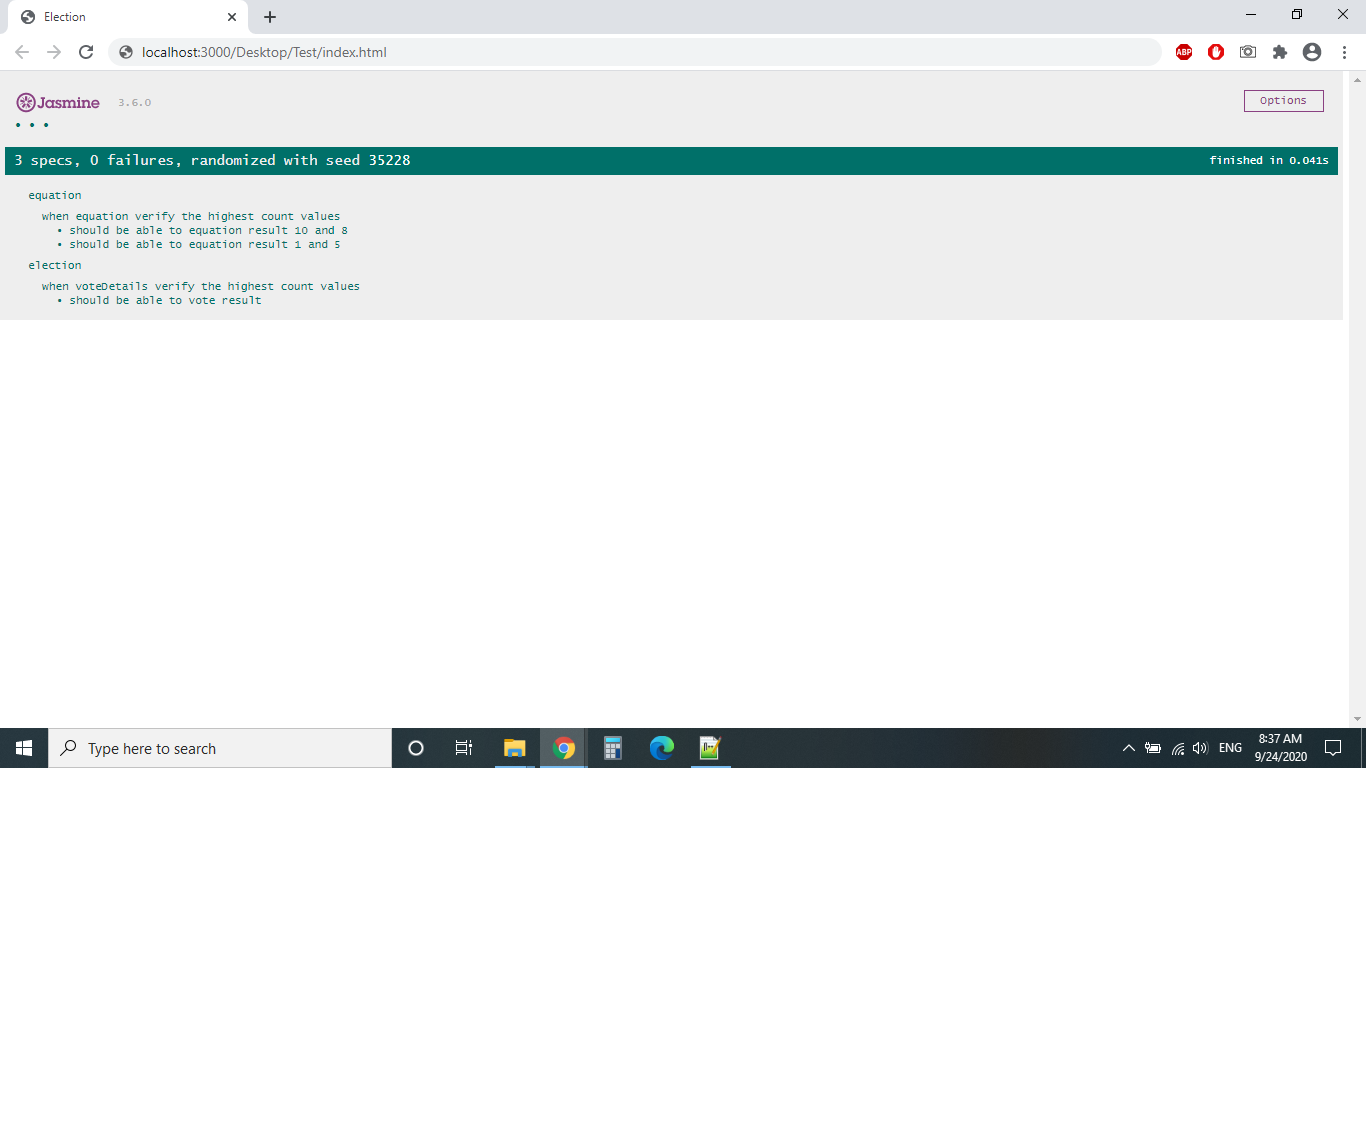 Election
localhost:3000/Desktop/Test/index.html
ABP
Jasmine 3.6.0
Options
• • •
3 specs, 0 failures, randomized with seed 35228
finished in 0.041s
equation
when equation verify the highest count values
• should be able to equation result 10 and 8
• should be able to equation result 1 and 5
election
when voteDetails verify the highest count values
• should be able to vote result
Type here to search
ENG
8:37 AM
9/24/2020